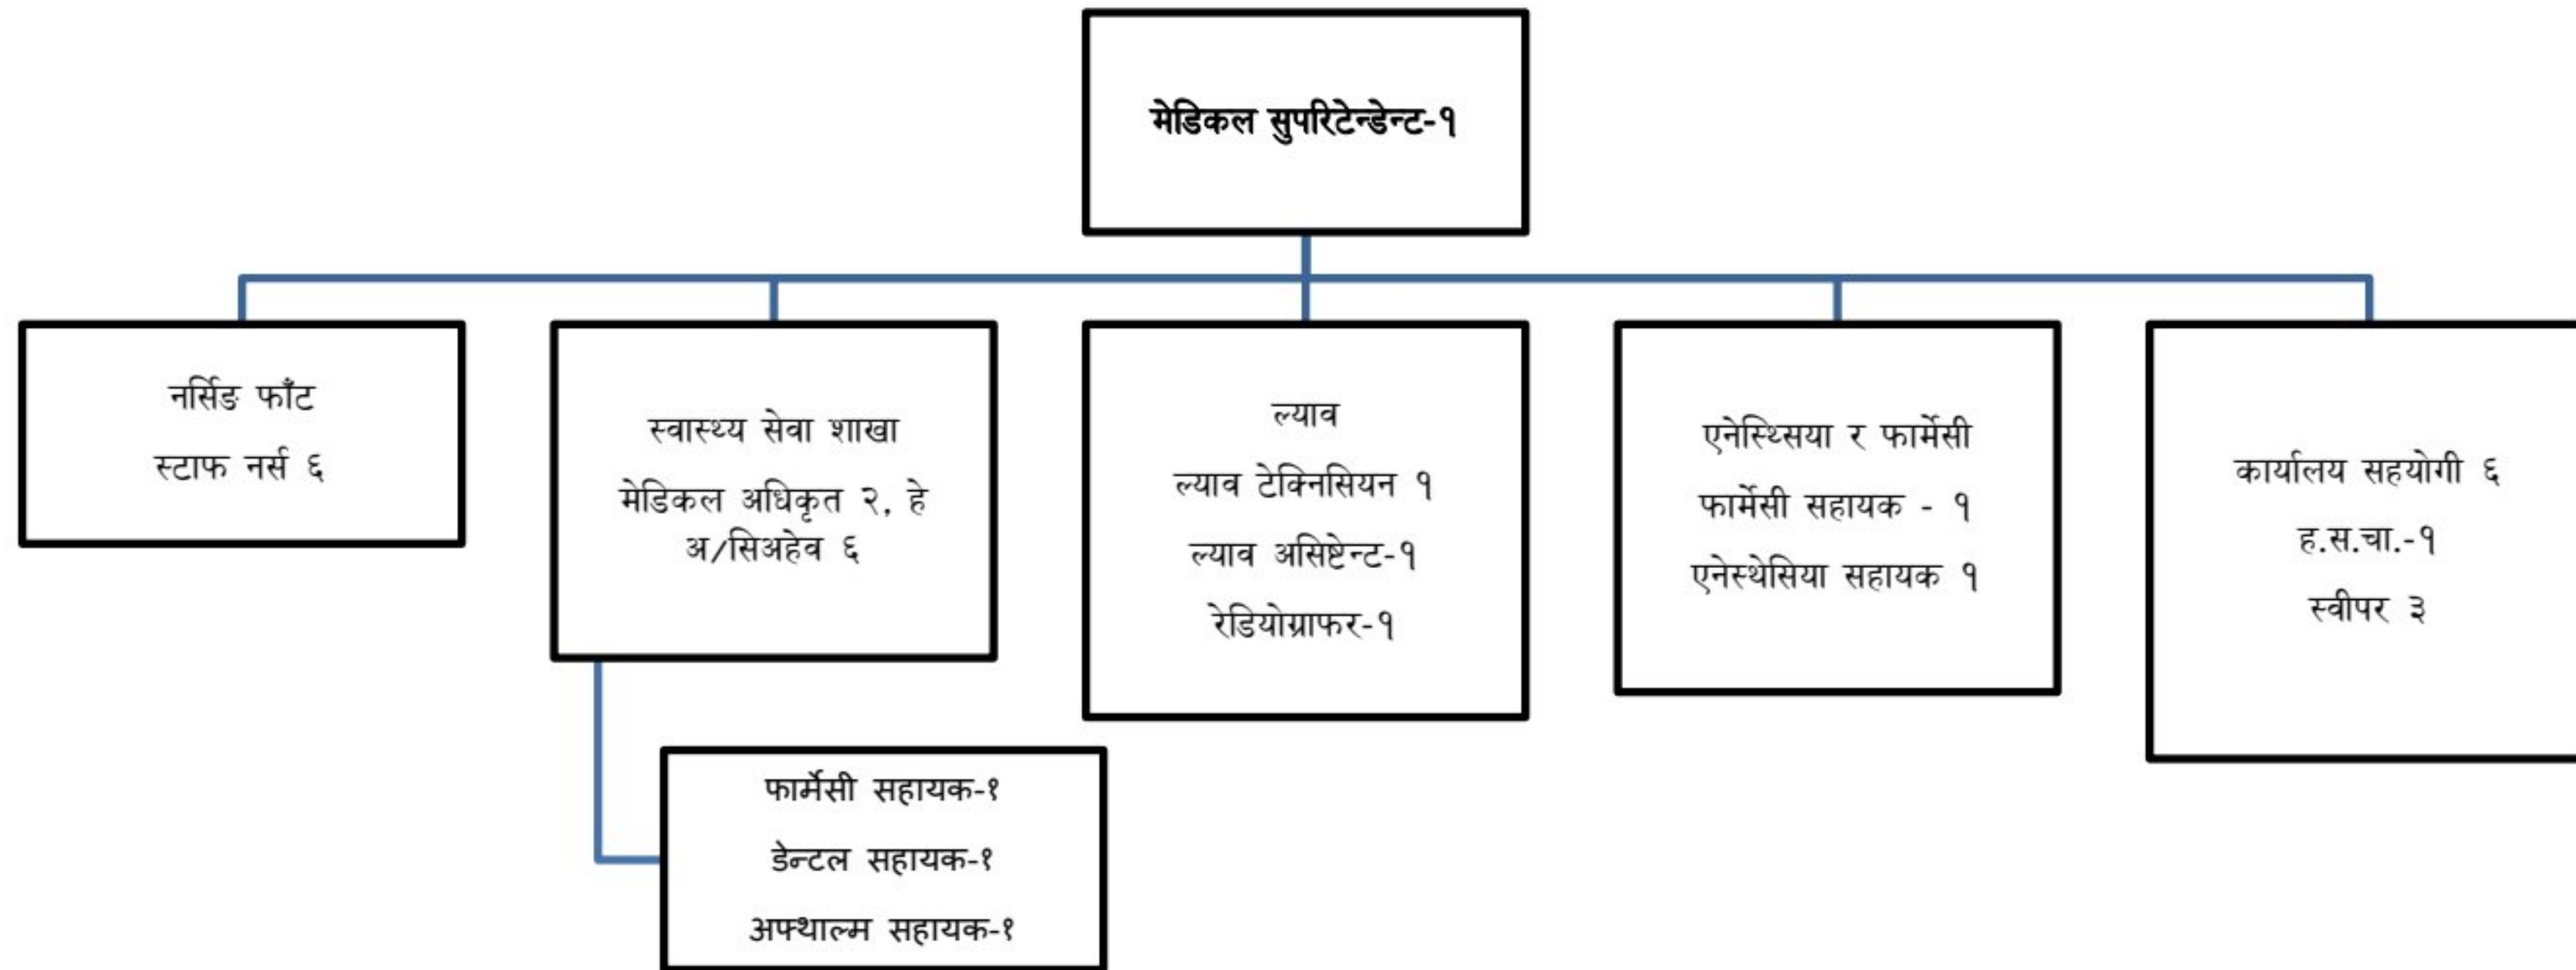 मेडिकल सुपरिटेन्डेन्ट-१
नर्सिङ फाँट
स्टाफ नर्स ६
स्वास्थ्य सेवा शाखा
मेडिकल अधिकृत २, हे
अ/सिअहेव ६
ल्याव
ल्याव टेक्निसियन १
ल्याव असिष्टेन्ट-१
रेडियोग्राफर-१
एनेस्थ्सिया र फार्मेसी
फार्मेसी सहायक - १
एनेस्थेसिया सहायक १
कार्यालय सहयोगी ६
ह.स.चा.-१
स्वीपर ३
फार्मेसी सहायक-१
डेन्टल सहायक-१
अफ्थाल्म सहायक-१